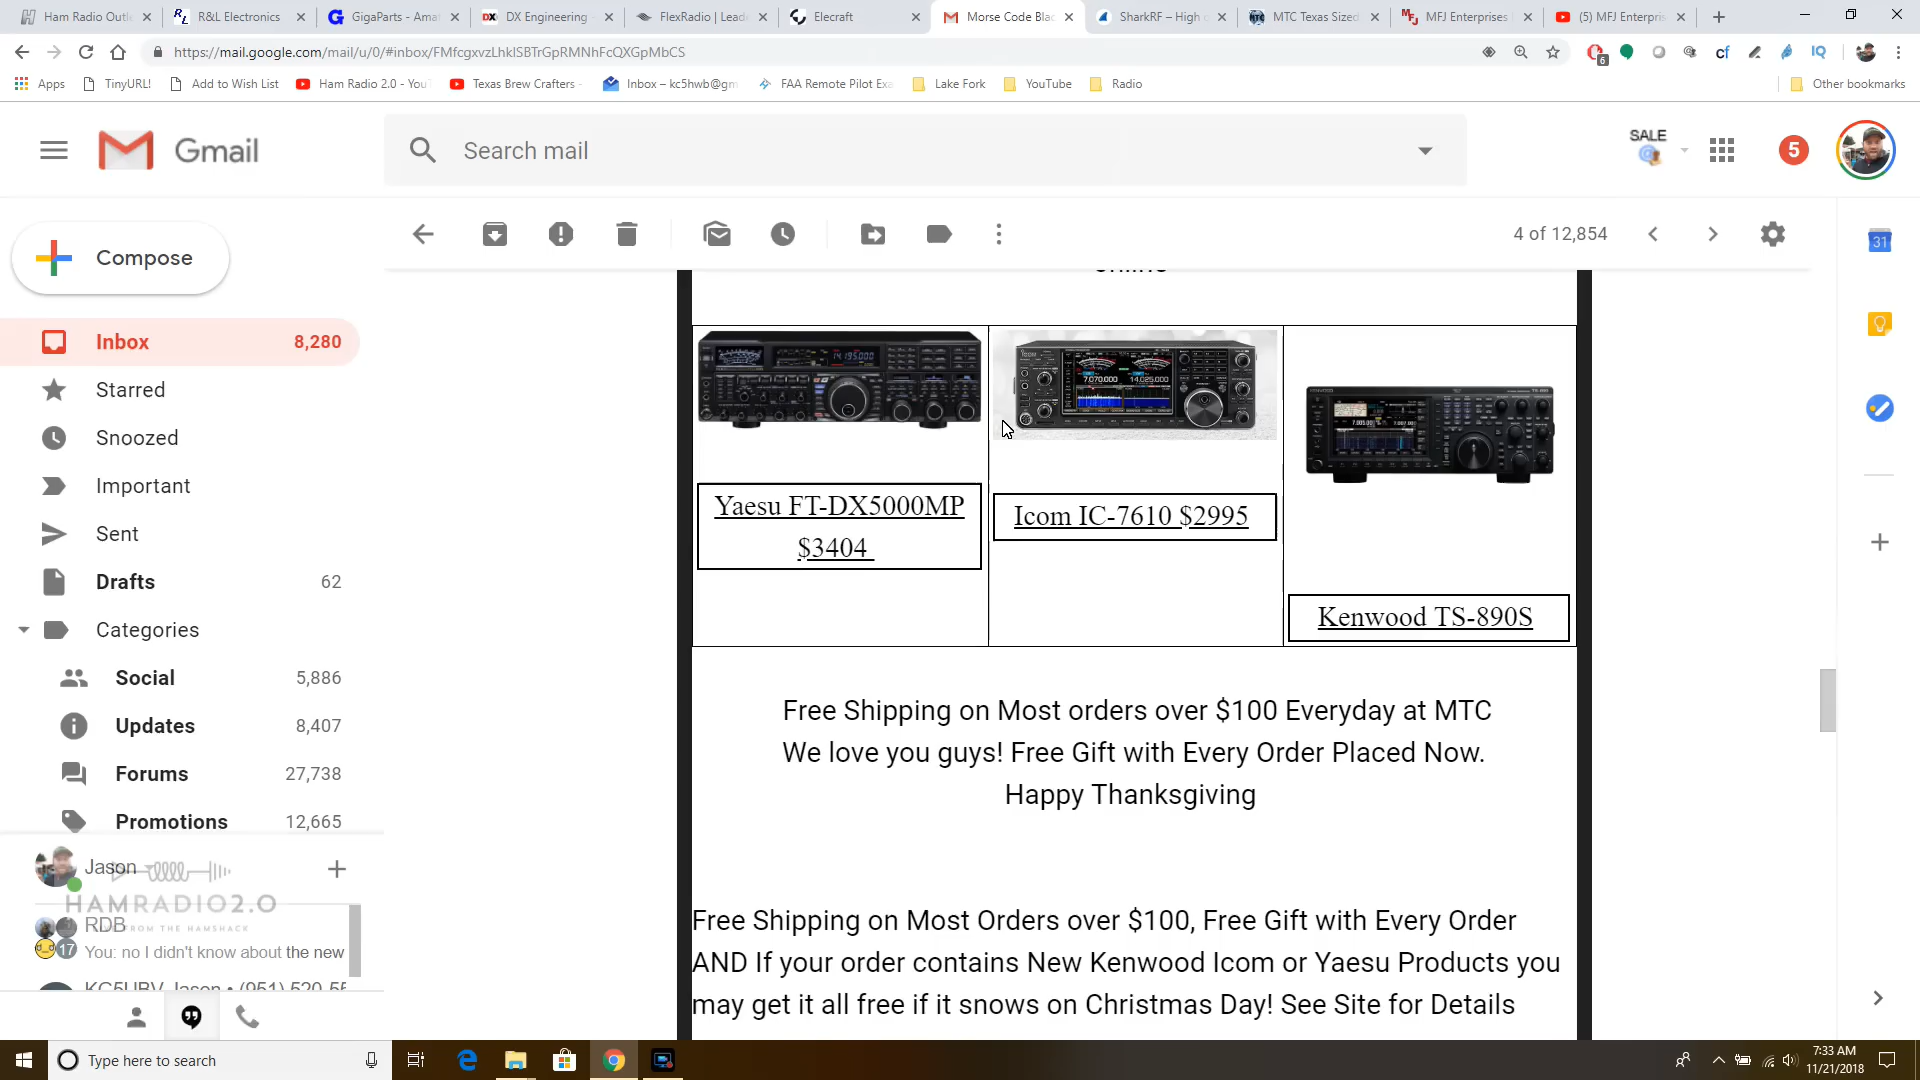 Ham Radio Outle
R&L Electronics
GigaParts - Ama
DX Engineering -
FlexRadio | Lead
Elecraft
Morse Code Blac
SharkRF – High
MTC Texas Sized
MFJ Enterprises
(5) MFJ Enterpris
https://mail.google.com/mail/u/0/#inbox/FMfcgxvzLhklSBTrGpRMNhFcQXGpMbCS
Apps
TinyURL!
Add to Wish List
Ham Radio 2.0 - You
Texas Brew Crafters -
Inbox – kc5hwb@gm
FAA Remote Pilot Exa
Lake Fork
YouTube
Radio
Other bookmarks
Gmail
Search mail
SALE
5
Compose
4 of 12,854
Inbox 8,280
Starred
Snoozed
Important
Sent
Drafts 62
Categories
Social 5,886
Updates 8,407
Forums 27,738
Promotions 12,665
Jason
HAMRADIO2.0
RDB
FROM THE HAMSHACK
17
You: no I didn't know about the new
Yaesu FT-DX5000MP
$3404
Icom IC-7610 $2995
Kenwood TS-890S
Free Shipping on Most orders over $100 Everyday at MTC
We love you guys! Free Gift with Every Order Placed Now.
Happy Thanksgiving
Free Shipping on Most Orders over $100, Free Gift with Every Order
AND If your order contains New Kenwood Icom or Yaesu Products you
may get it all free if it snows on Christmas Day! See Site for Details
31
Type here to search
7:33 AM
11/21/2018